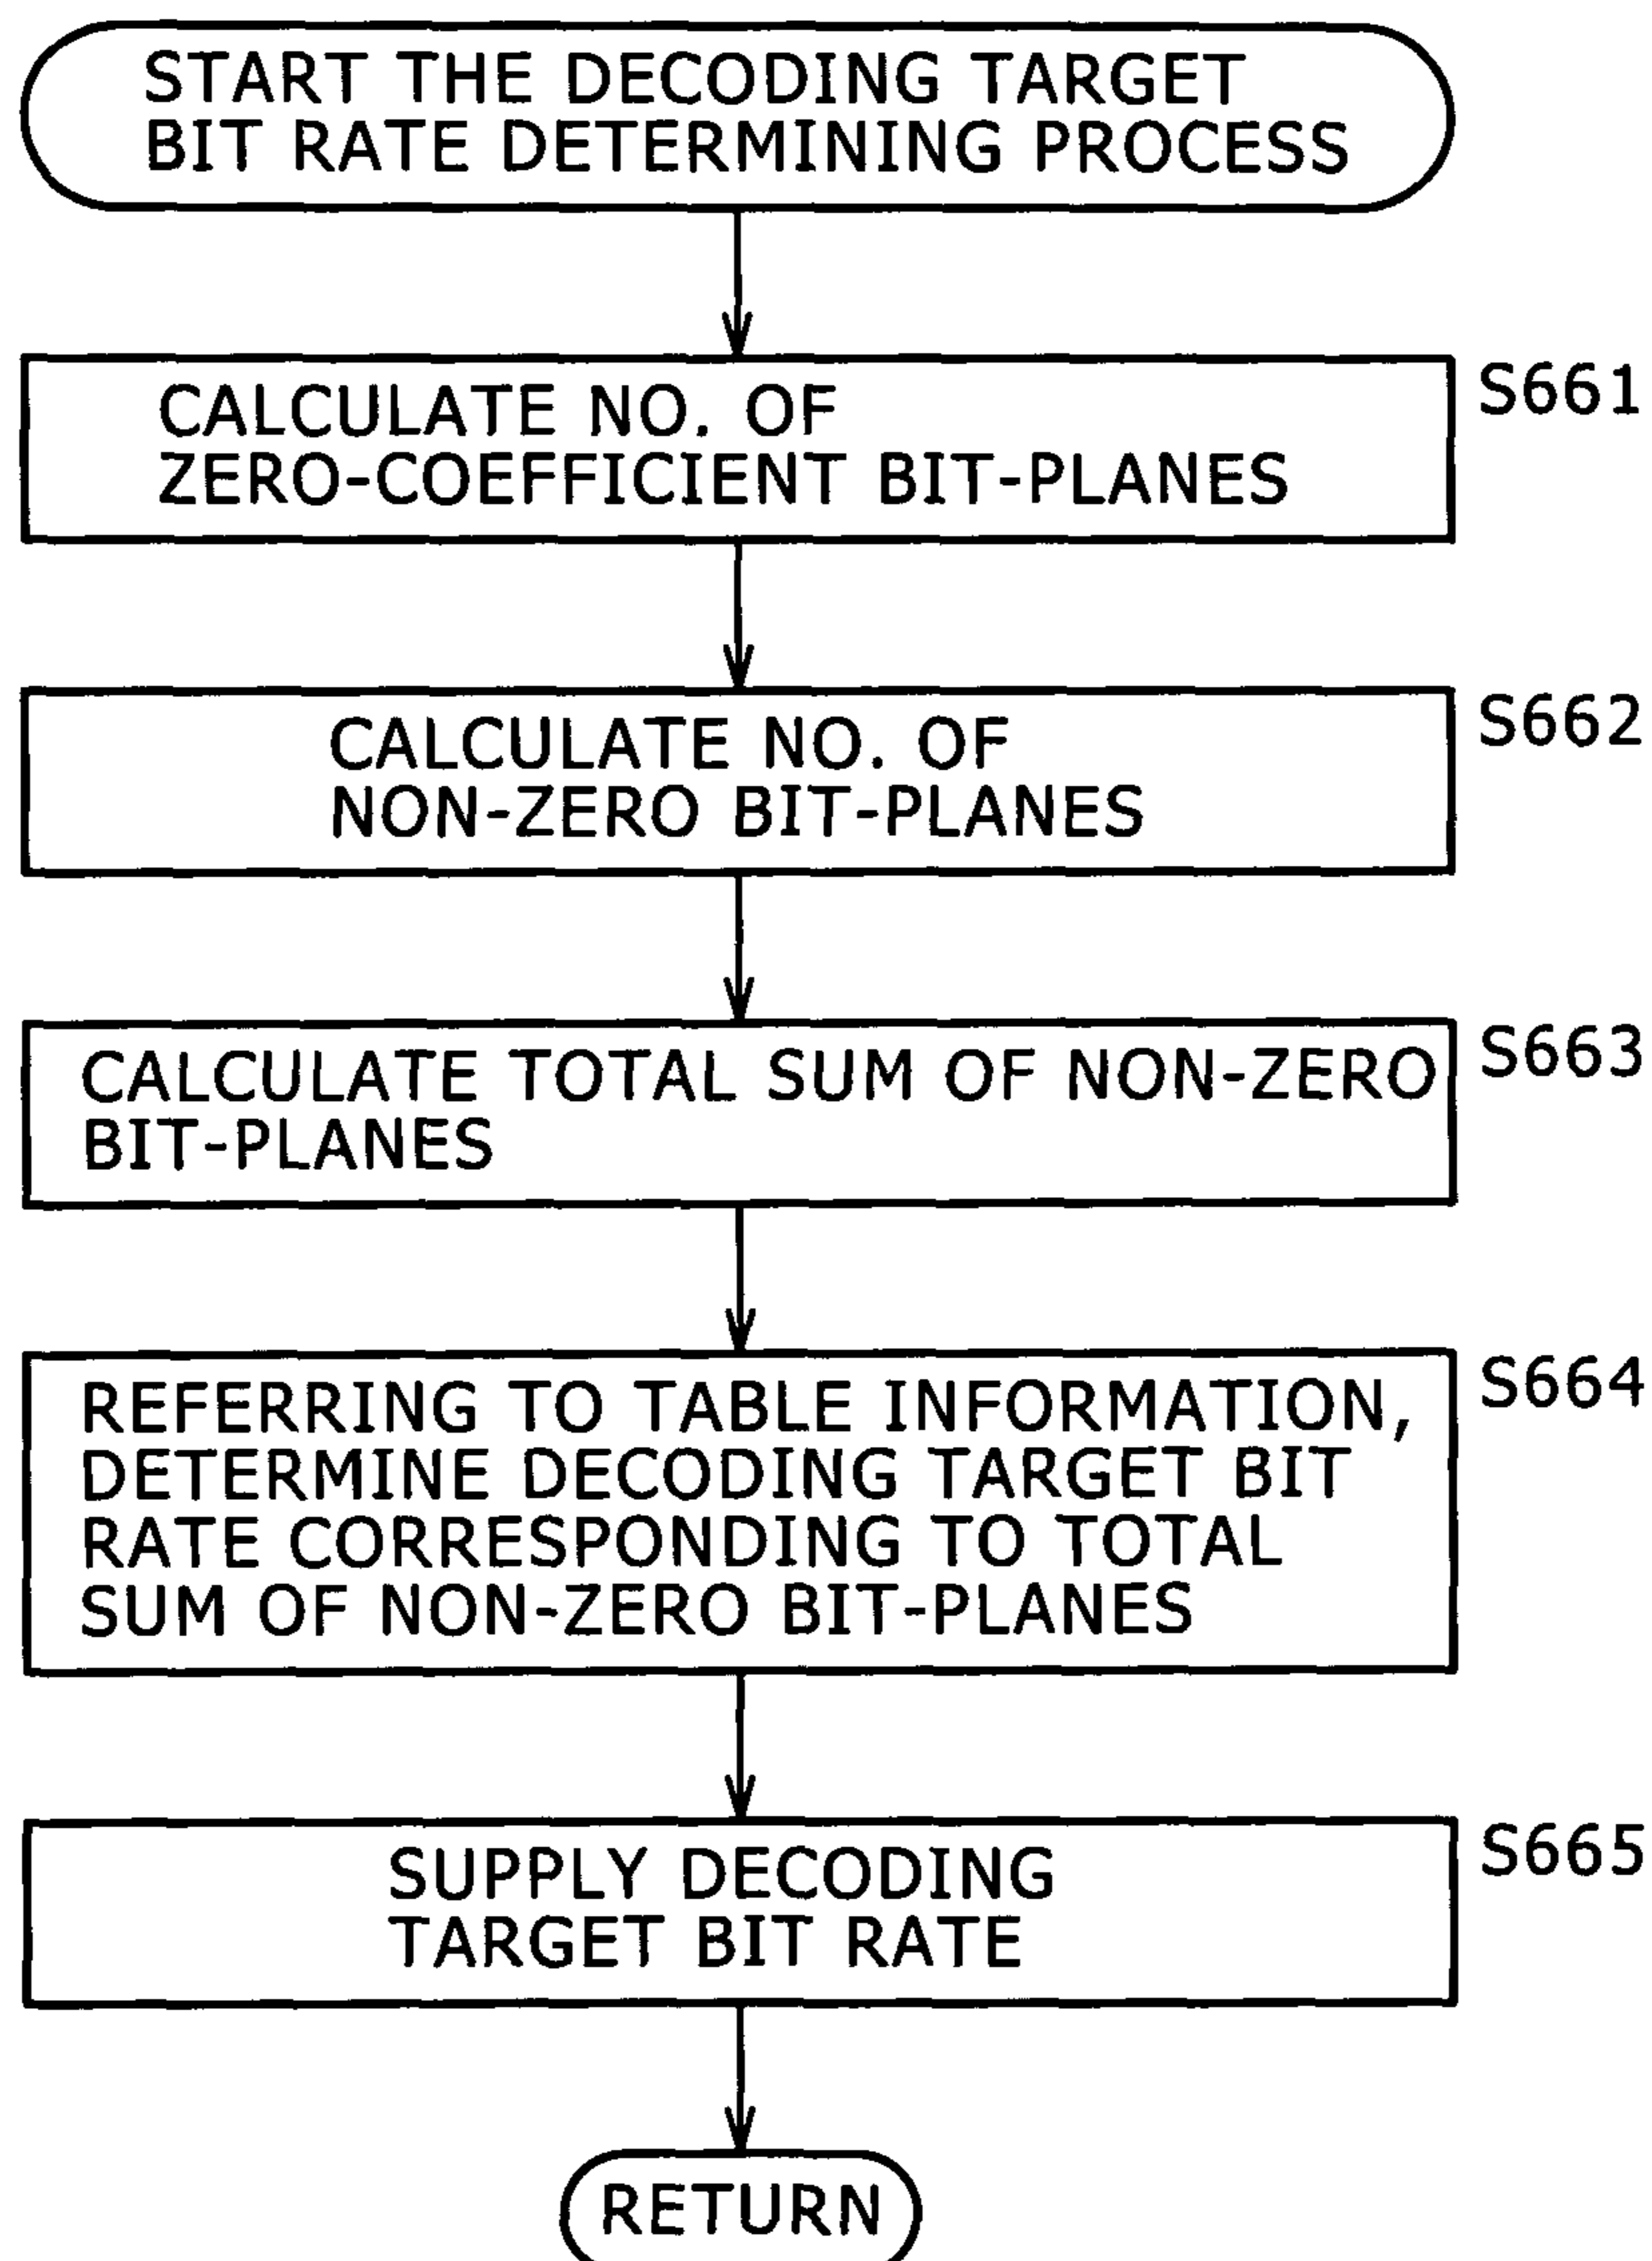 START THE DECODING TARGET
BIT RATE DETERMINING PROCESS
CALCULATE NO. OF
ZERO-COEFFICIENT BIT-PLANES
S661
CALCULATE NO. OF
NON-ZERO BIT-PLANES
S662
CALCULATE TOTAL SUM OF NON-ZERO
BIT-PLANES
S663
REFERRING TO TABLE INFORMATION,
DETERMINE DECODING TARGET BIT
RATE CORRESPONDING TO TOTAL
SUM OF NON-ZERO BIT-PLANES
S664
SUPPLY DECODING
TARGET BIT RATE
S665
RETURN